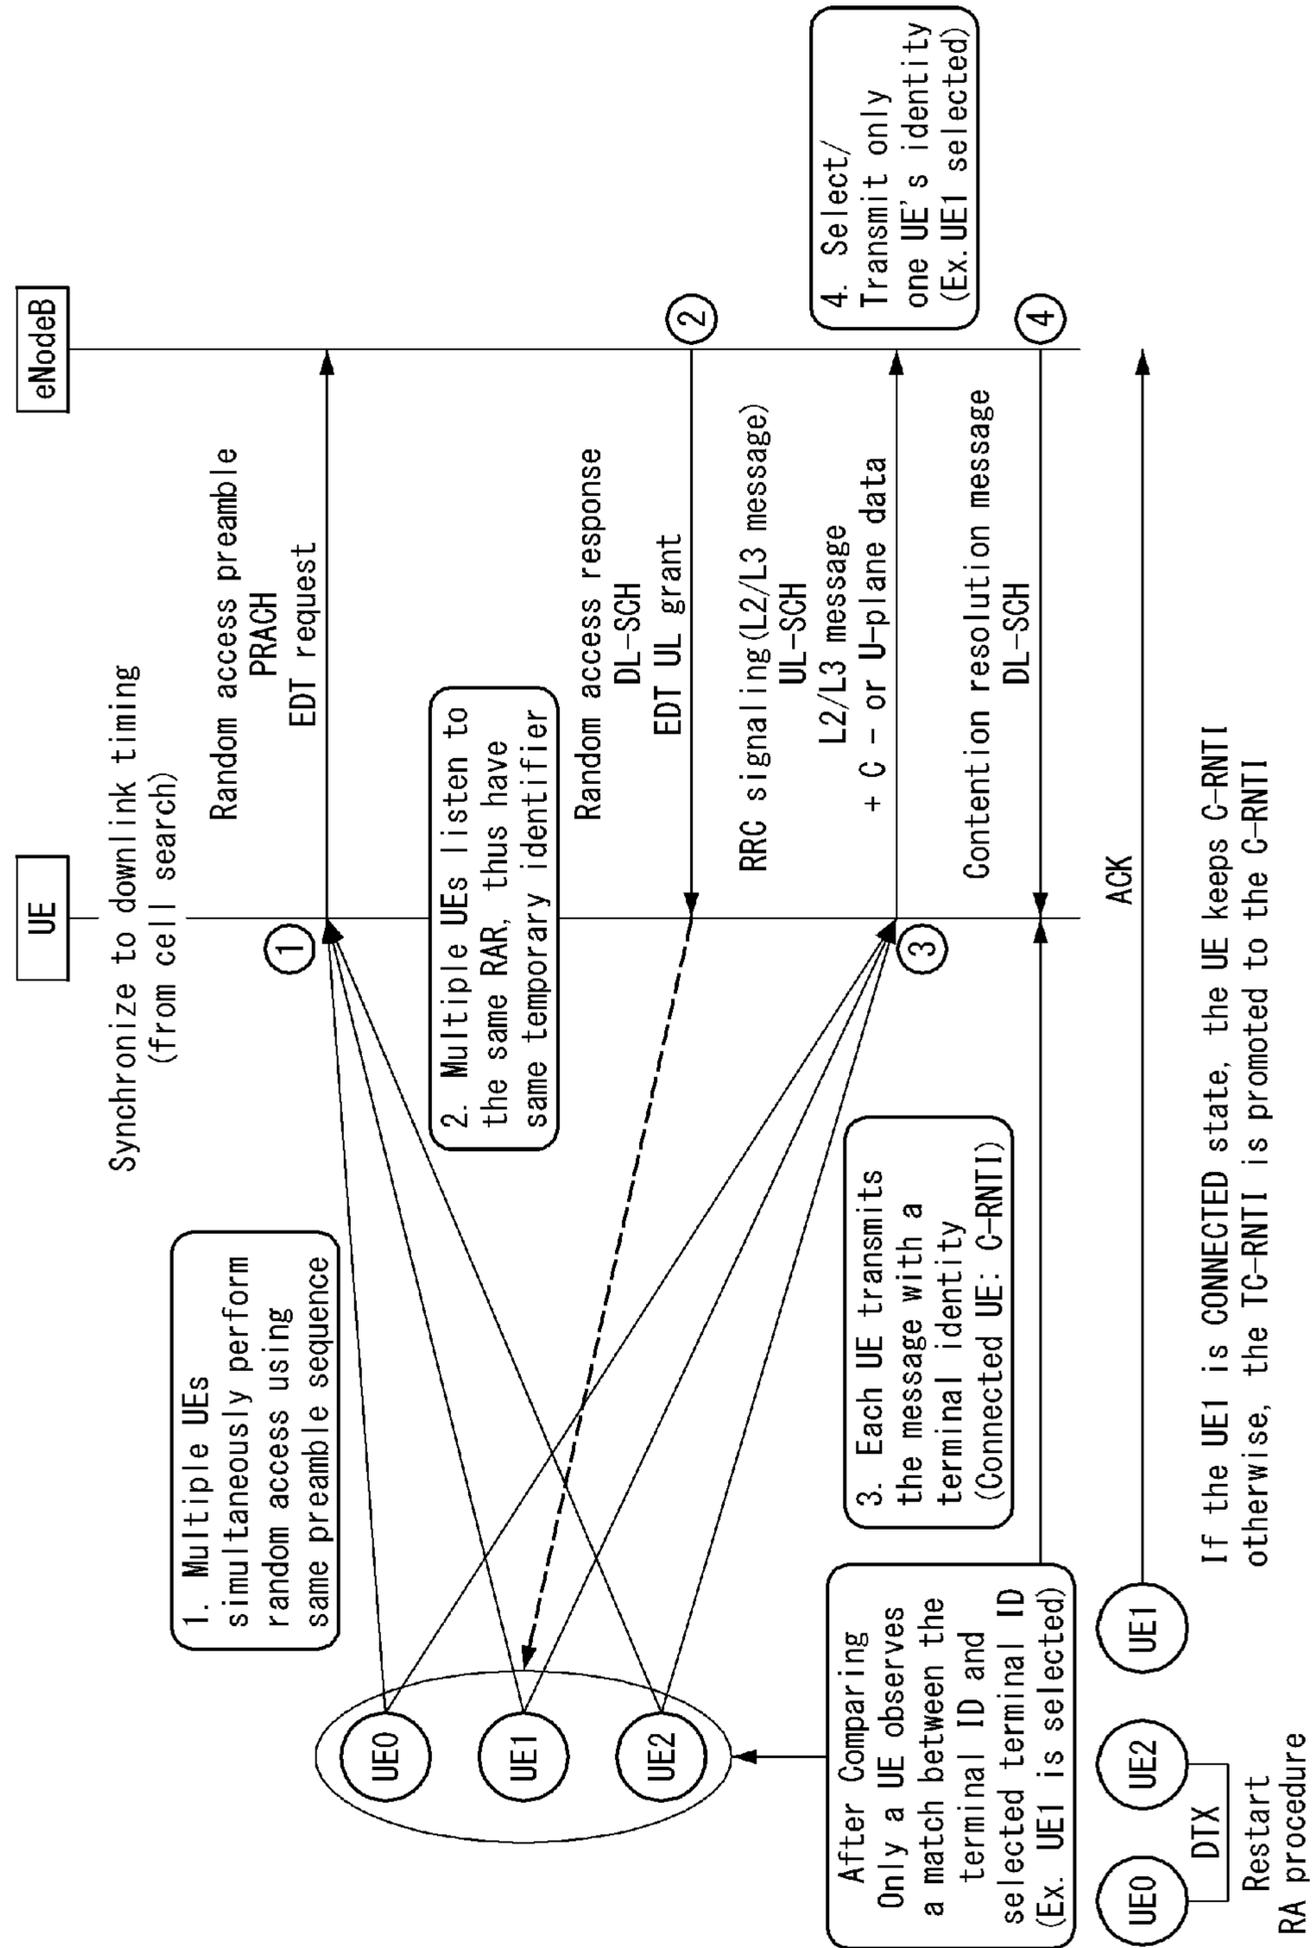 UE
eNodeB
Synchronize to downlink timing
(from cell search)
1. Multiple UEs
simultaneously perform
random access using
same preamble sequence
Random access preamble
PRACH
EDT request
1
UE0
UE1
UE2
2. Multiple UEs listen to
the same RAR, thus have
same temporary identifier
Random access response
DL-SCH
EDT UL grant
2
RRC signaling(L2/L3 message)
UL-SCH
L2/L3 message
+ C - or U-plane data
3
3. Each UE transmits
the message with a
terminal identity
(Connected UE: C-RNTI)
4. Select/
Transmit only
one UE's identity
(Ex. UE1 selected)
Contention resolution message
DL-SCH
4
After Comparing
Only a UE observes
a match between the
terminal ID and
selected terminal ID
(Ex. UE1 is selected)
UE0
UE2
UE1
ACK
DTX
Restart
RA procedure
If the UE1 is CONNECTED state, the UE keeps C-RNTI
otherwise, the TC-RNTI is promoted to the C-RNTI